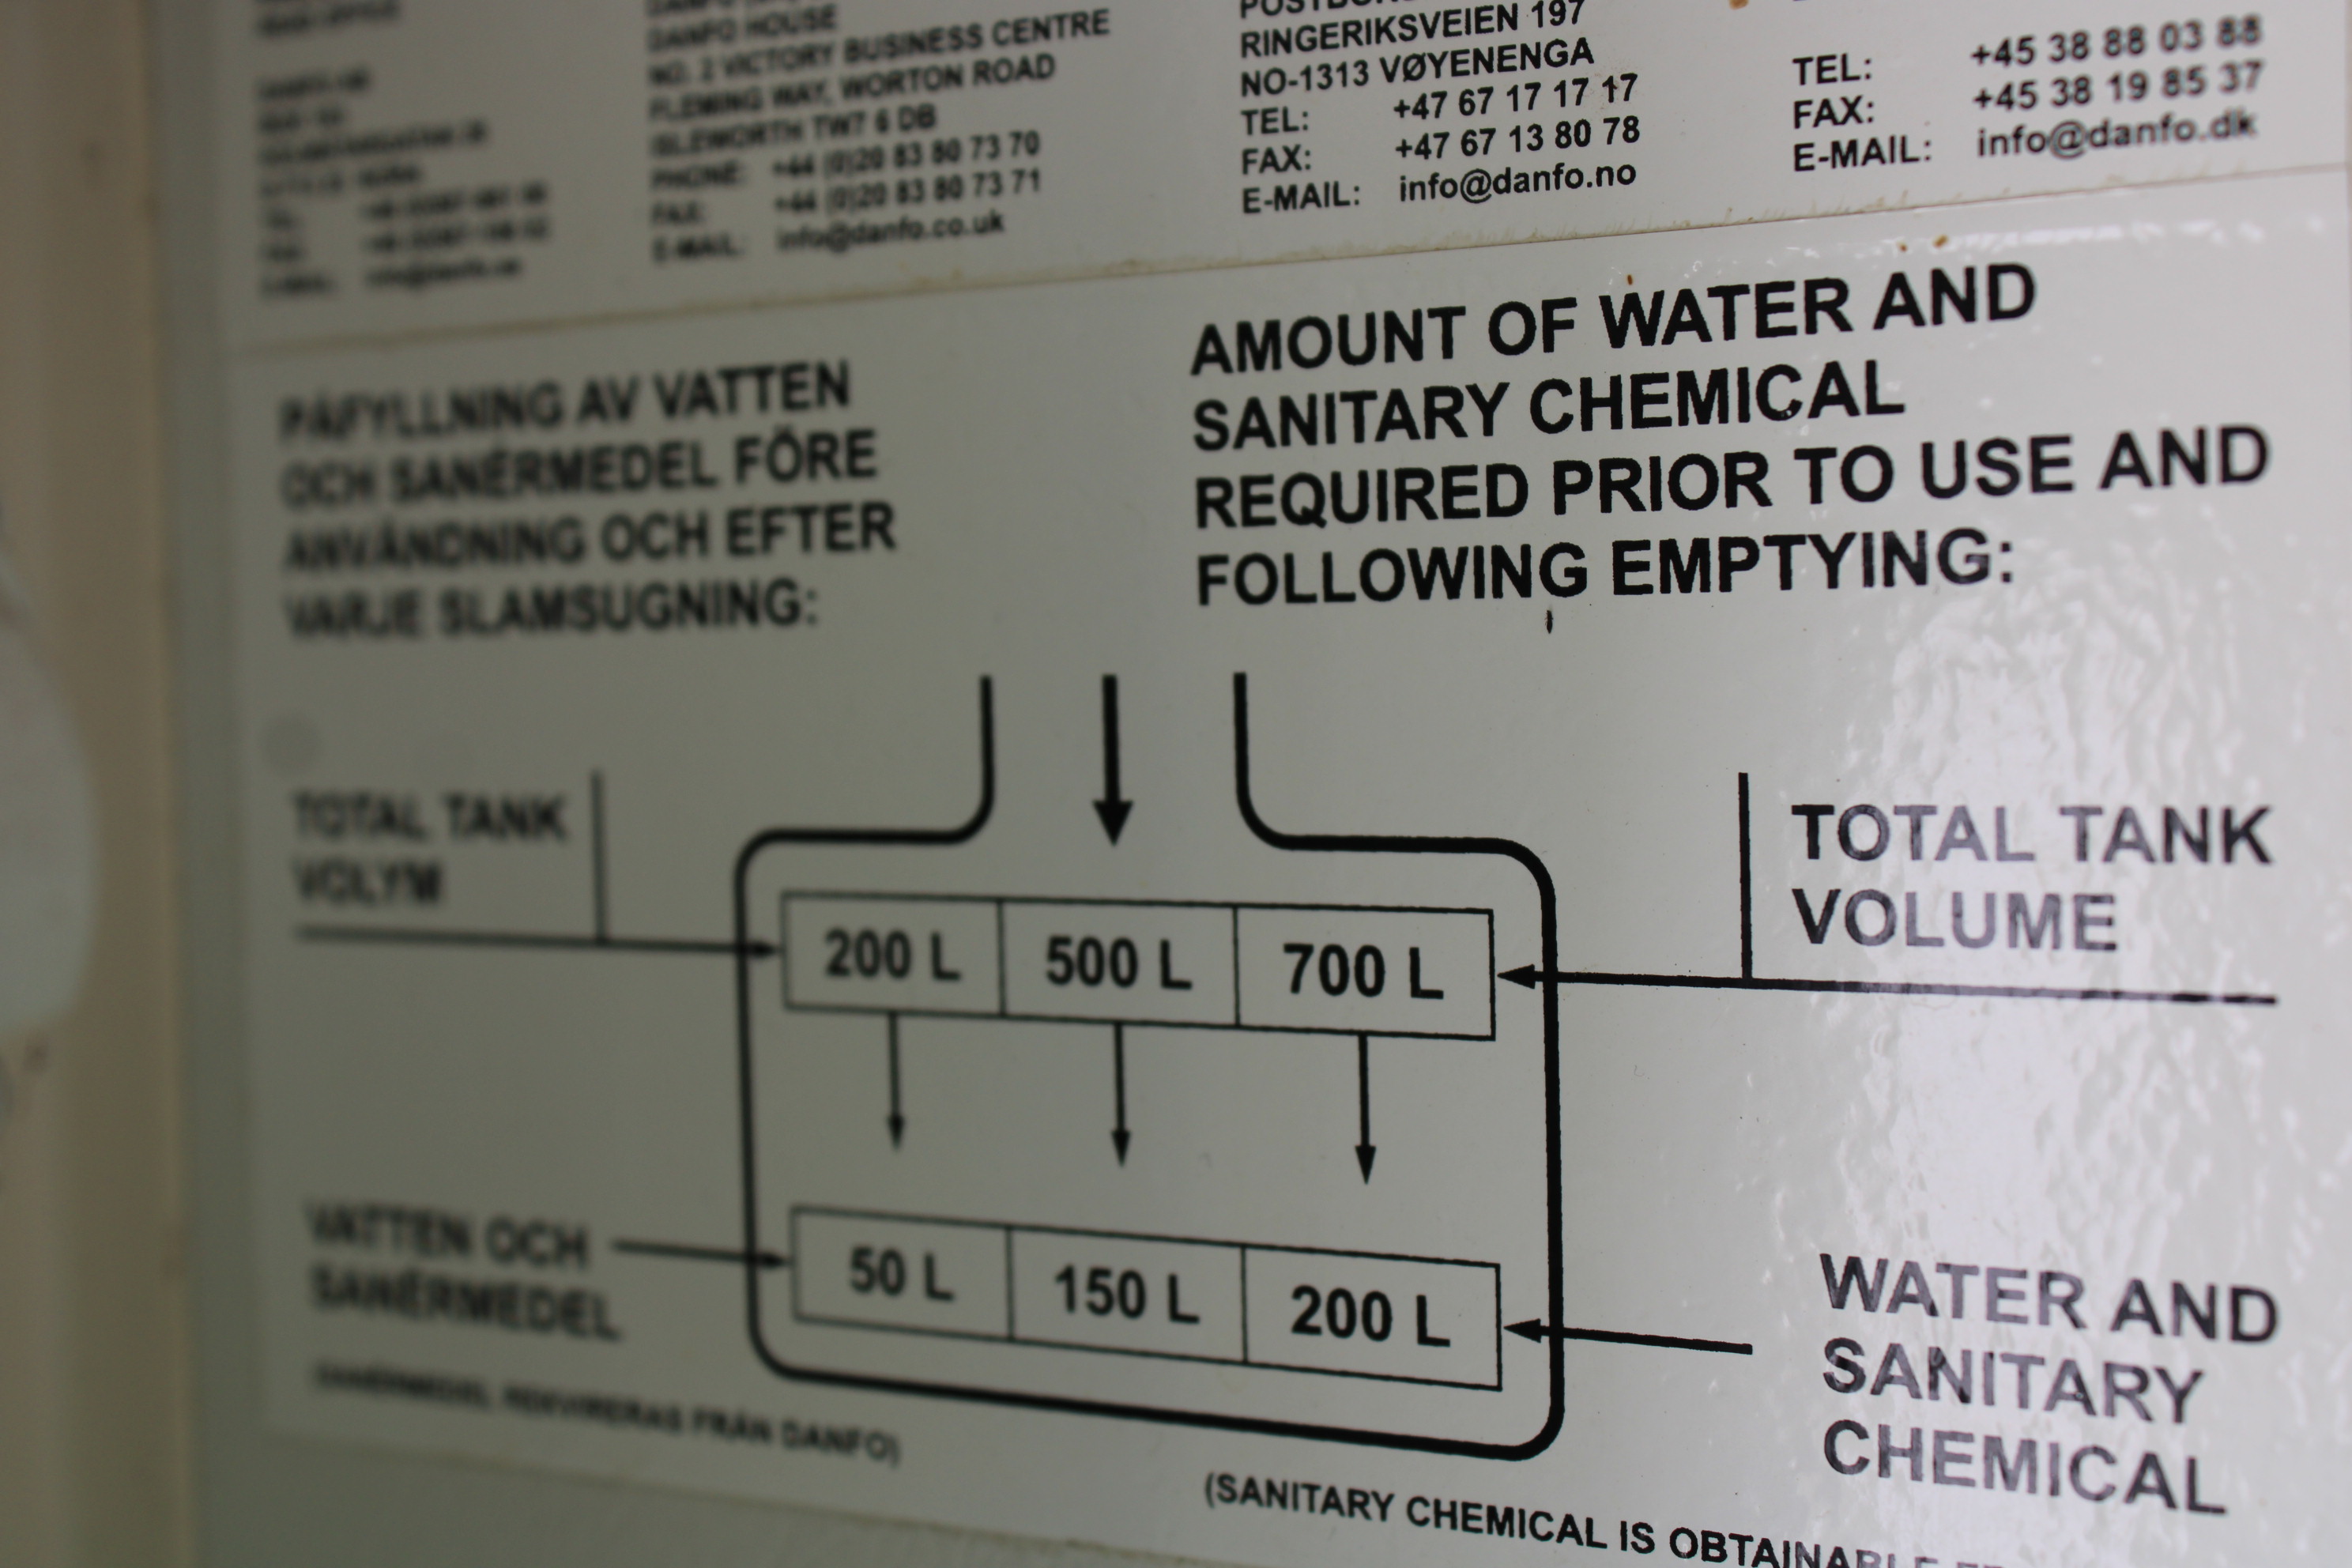 DANFO HOUSE
NO. 2 VICTORY BUSINESS CENTRE
FLEMING WAY, WORTON ROAD
ISLEWORTH TW7 6 DB
PHONE: +44 (0)20 83 80 73 70
FAX: +44 (0)20 83 80 73 71
E-MAIL: info@danfo.co.uk
RINGERIKSVEIEN 197
NO-1313 VØYENENGA
TEL: +47 67 17 17 17
FAX: +47 67 13 80 78
E-MAIL: info@danfo.no
TEL: +45 38 88 03 88
FAX: +45 38 19 85 37
E-MAIL: info@danfo.dk
PÅFYLLNING AV VATTEN
OCH SANÉRMEDEL FÖRE
ANVÄNDNING OCH EFTER
VARJE SLAMSUGNING:
AMOUNT OF WATER AND
SANITARY CHEMICAL
REQUIRED PRIOR TO USE AND
FOLLOWING EMPTYING:
TOTAL TANK
VOLYM
200 L 500 L 700 L
TOTAL TANK
VOLUME
VATTEN OCH
SANÉRMEDEL
50 L 150 L 200 L
WATER AND
SANITARY
CHEMICAL
(SANÉRMEDEL REKVIRERAS FRÅN DANFO)
(SANITARY CHEMICAL IS OBTAINABLE